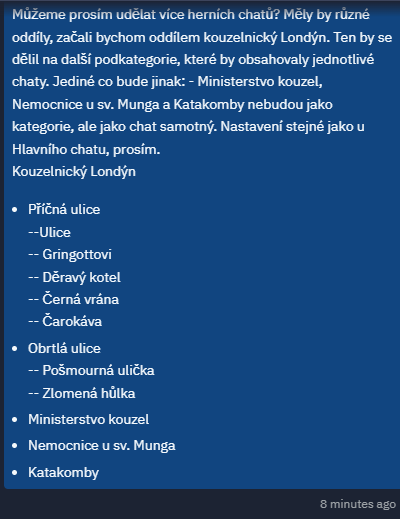 Můžeme prosím udělat více herních chatů? Měly by různé
oddíly, začali bychom oddílem kouzelnický Londýn. Ten by se
dělil na další podkategorie, které by obsahovaly jednotlivé
chaty. Jediné co bude jinak: - Ministerstvo kouzel,
Nemocnice u sv. Munga a Katakomby nebudou jako
kategorie, ale jako chat samotný. Nastavení stejné jako u
Hlavního chatu, prosím.
Kouzelnický Londýn
• Příčná ulice
--Ulice
-- Gringottovi
-- Děravý kotel
-- Černá vrána
-- Čarokáva
• Obrtlá ulice
-- Pošmourná ulička
-- Zlomená hůlka
• Ministerstvo kouzel
• Nemocnice u sv. Munga
• Katakomby
8 minutes ago